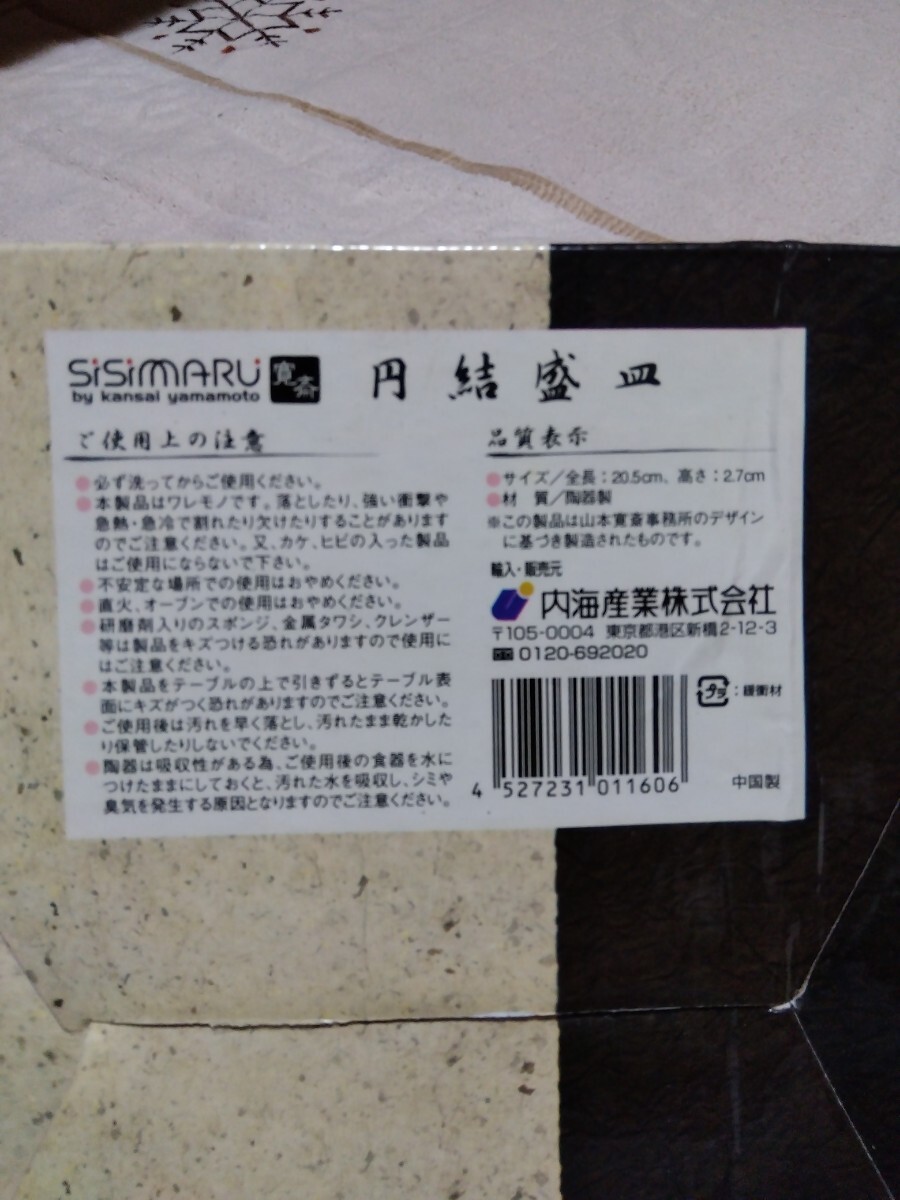 SiSiMARU
by kansai yamamoto
寛斎
円結盛皿
ご使用上の注意
●必ず洗ってからご使用ください。
●本製品はワレモノです。落としたり、強い衝撃や
急熱・急冷で割れたり欠けたりすることがあります
のでご注意ください。又、カケ、ヒビの入った製品
はご使用にならないで下さい。
●不安定な場所での使用はおやめください。
●直火、オーブンでの使用はおやめください。
●研磨剤入りのスポンジ、金属タワシ、クレンザー
等は製品をキズつける恐れがありますので使用に
はご注意ください。
●本製品をテーブルの上で引きずるとテーブル表
面にキズがつく恐れがありますのでご注意ください。
●ご使用後は汚れを早く落とし、汚れたまま乾かした
り保管したりしないでください。
●陶器は吸収性がある為、ご使用後の食器を水に
つけたままにしておくと、汚れた水を吸収し、シミや
臭気を発生する原因となりますのでご注意ください。
品質表示
●サイズ／全長：20.5cm、高さ：2.7cm
●材　質／陶器製
※この製品は山本寛斎事務所のデザイン
に基づき製造されたものです。
輸入・販売元
内海産業株式会社
〒105-0004 東京都港区新橋2-12-3
0120-692020
プラ：緩衝材
4 527231 011606
中国製